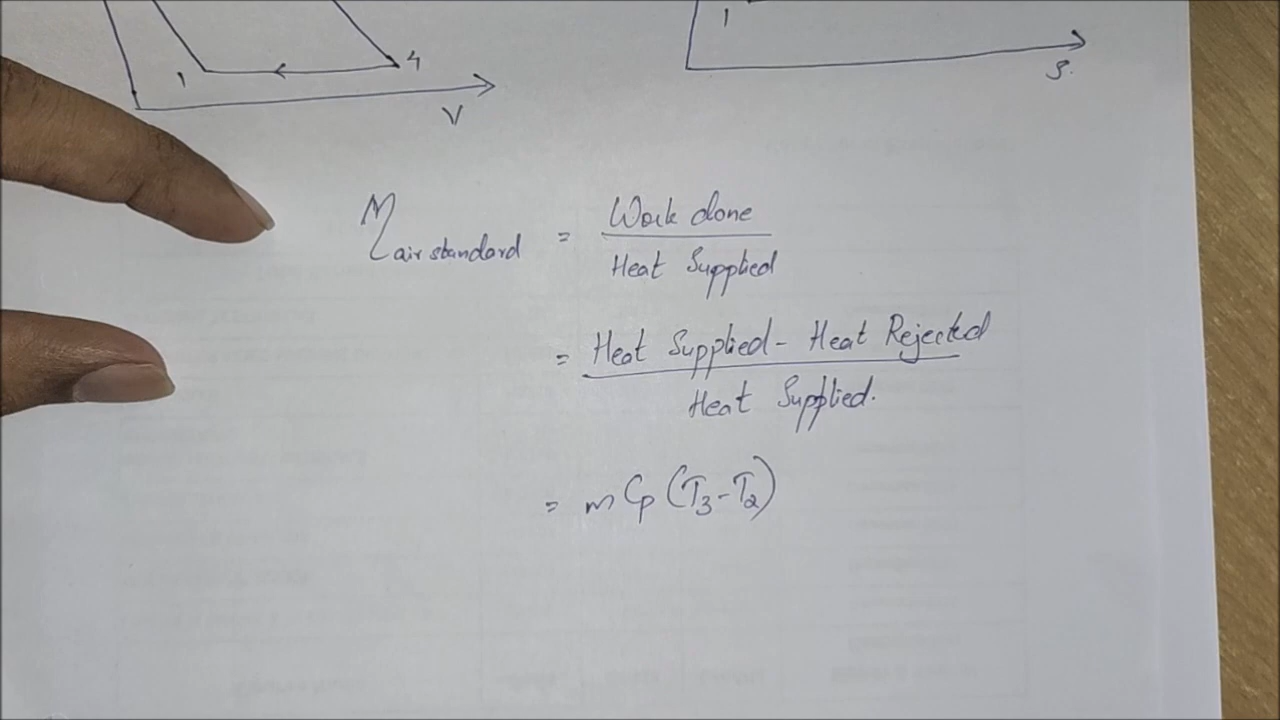 1
4
V
1
S.
η air standard = Work done
Heat Supplied
= Heat Supplied - Heat Rejected
Heat Supplied.
= m Cp (T3 - T2)